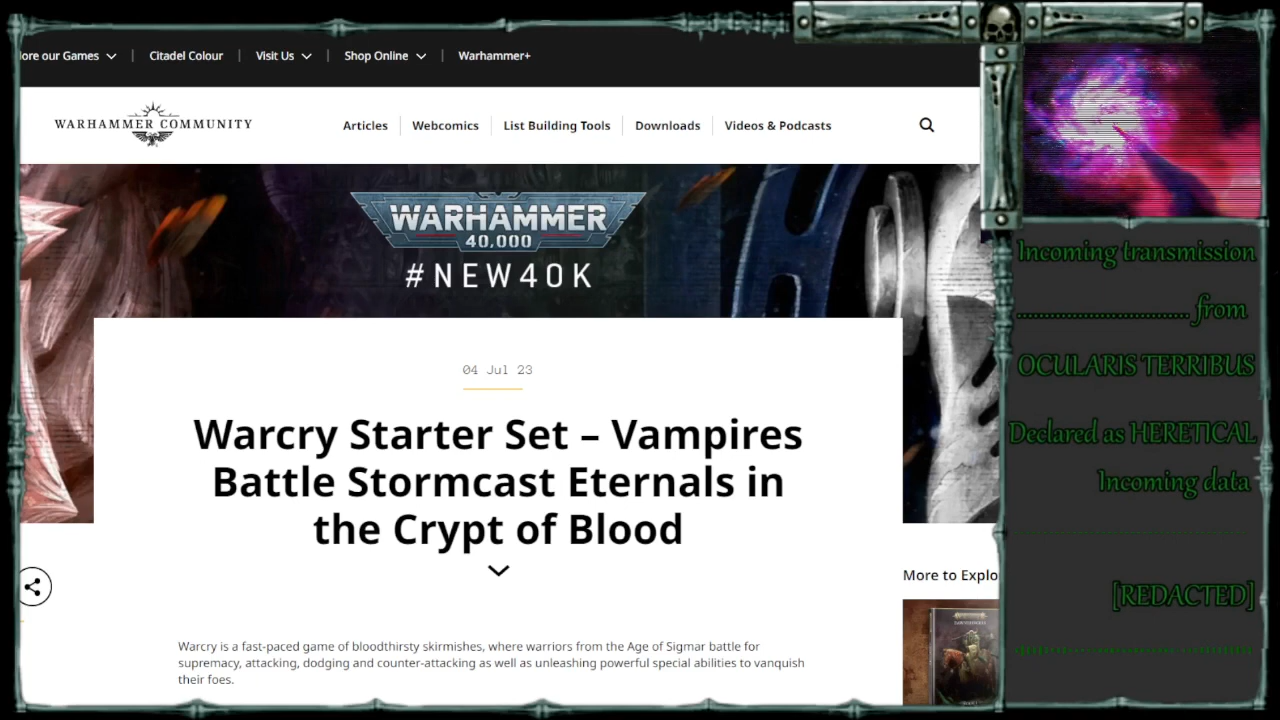 ore our Games
Citadel Colour
Visit Us
Shop Online
Warhammer+
WARHAMMER COMMUNITY
Articles
Webcomics
List Building Tools
Downloads
Videos & Podcasts
WARHAMMER
40,000
#NEW40K
04 Jul 23
Warcry Starter Set – Vampires
Battle Stormcast Eternals in
the Crypt of Blood
Warcry is a fast-paced game of bloodthirsty skirmishes, where warriors from the Age of Sigmar battle for
supremacy, attacking, dodging and counter-attacking as well as unleashing powerful special abilities to vanquish
their foes.
More to Explo
Incoming transmission
.............................. from
OCULARIS TERRIBUS
Declared as HERETICAL
Incoming data
[REDACTED]